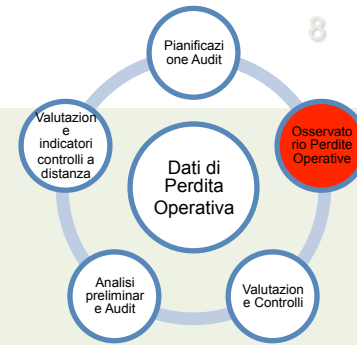 8
Pianificazi
one Audit
Osservato
rio Perdite
Operative
Valutazion
e Controlli
Analisi
preliminar
e Audit
Valutazion
e indicatori
controlli a
distanza
Dati di
Perdita
Operativa